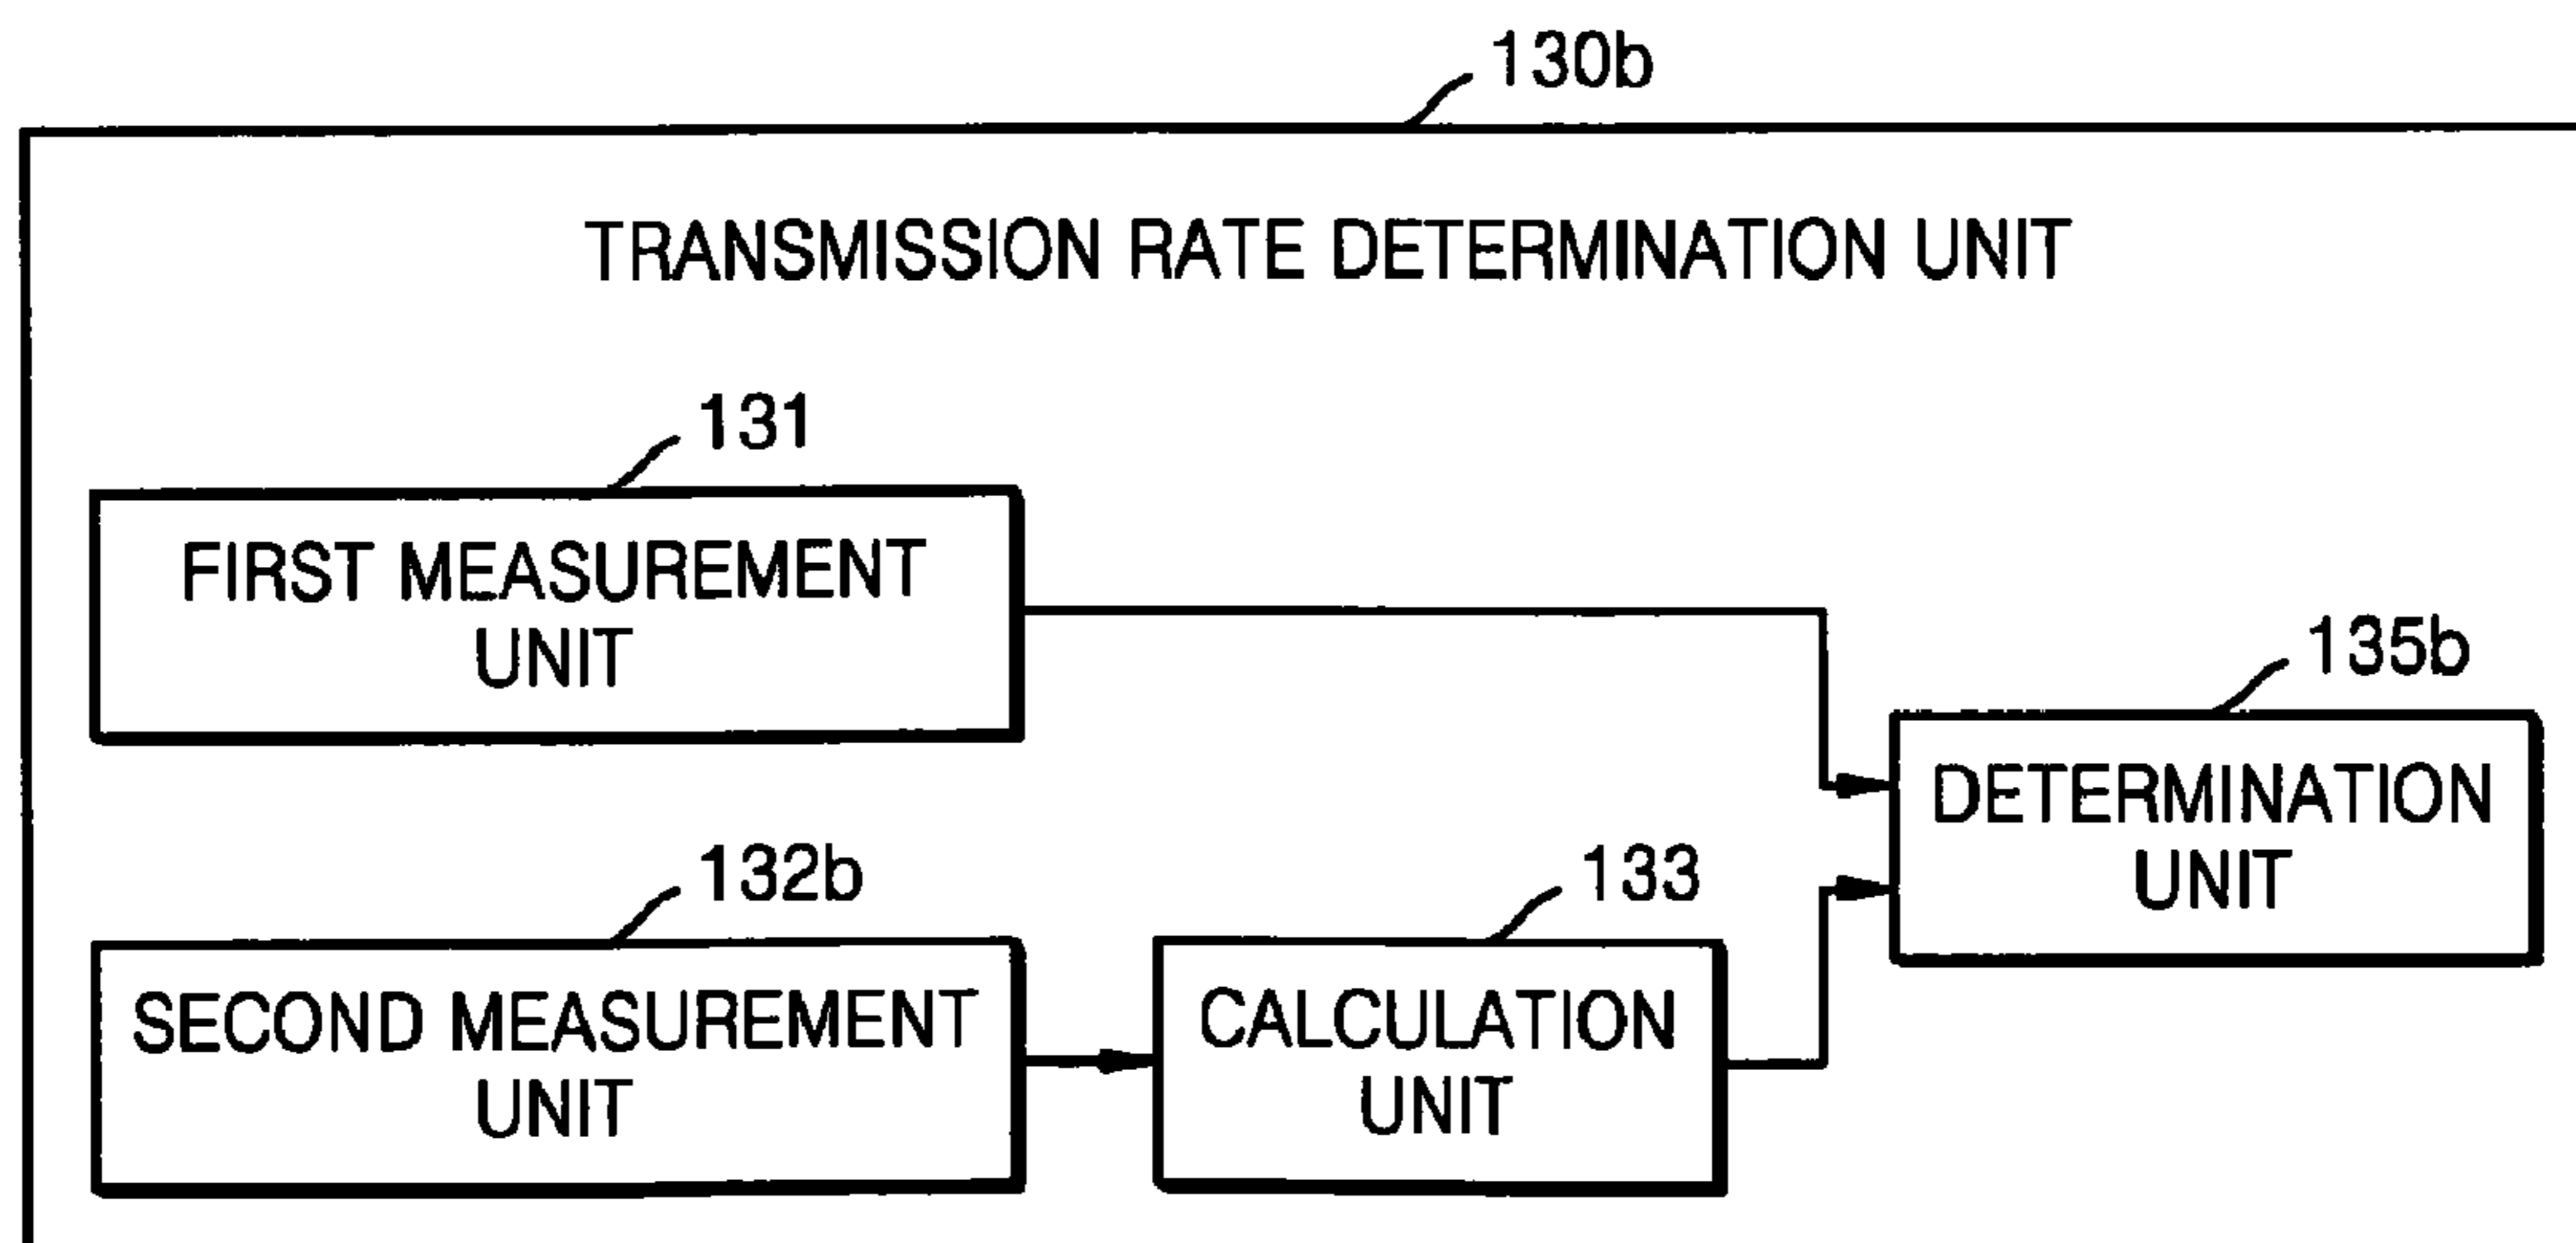 130b
TRANSMISSION RATE DETERMINATION UNIT
131
FIRST MEASUREMENT
UNIT
135b
DETERMINATION
UNIT
132b
SECOND MEASUREMENT
UNIT
133
CALCULATION
UNIT